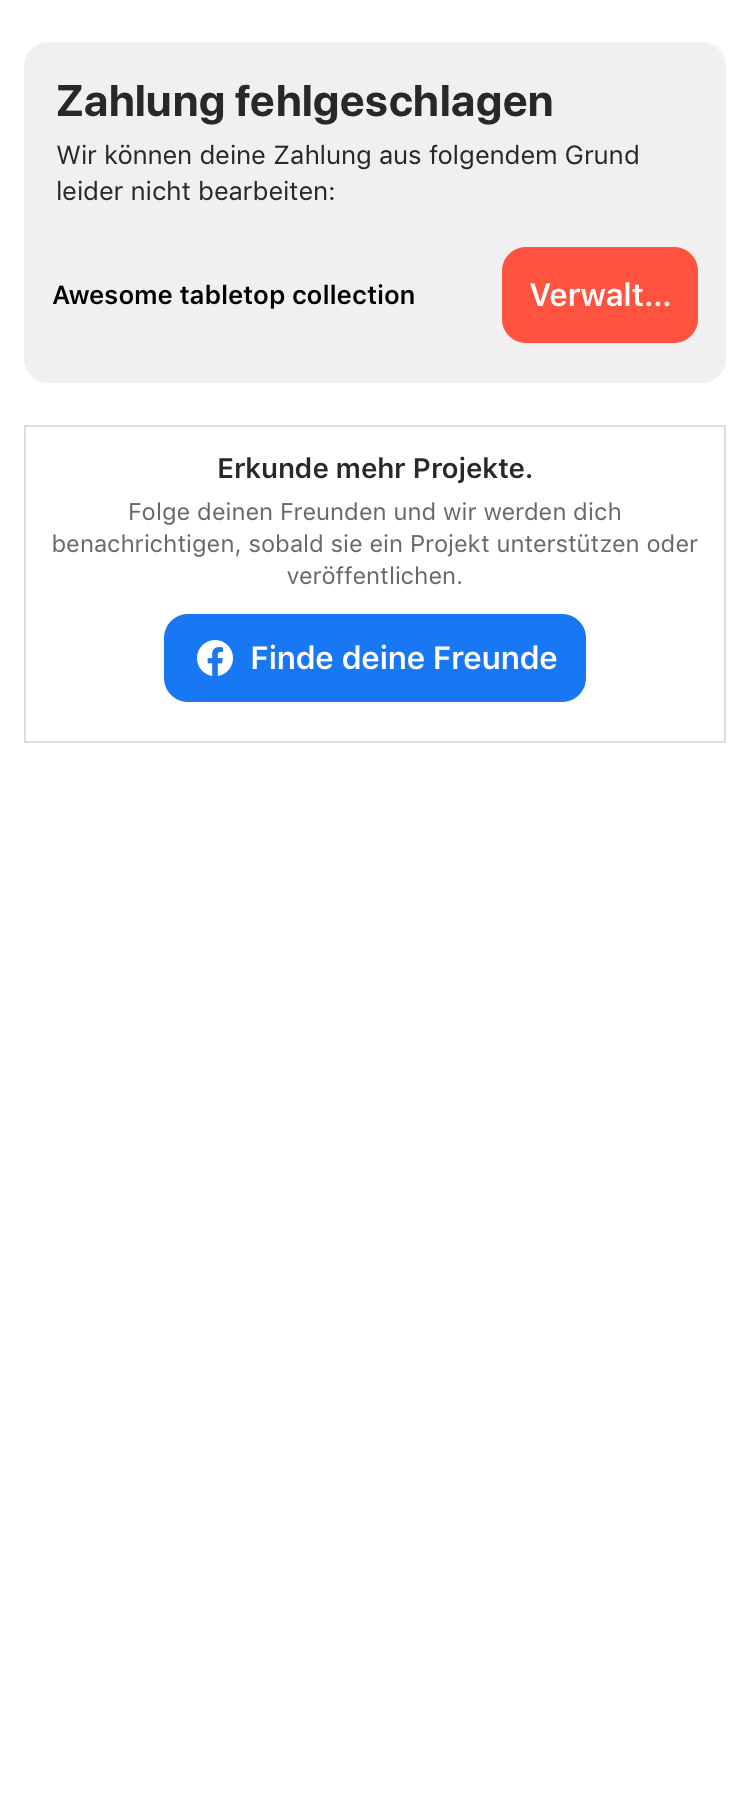 Zahlung fehlgeschlagen
Wir können deine Zahlung aus folgendem Grund
leider nicht bearbeiten:
Awesome tabletop collection
Verwalt...
Erkunde mehr Projekte.
Folge deinen Freunden und wir werden dich
benachrichtigen, sobald sie ein Projekt unterstützen oder
veröffentlichen.
Finde deine Freunde